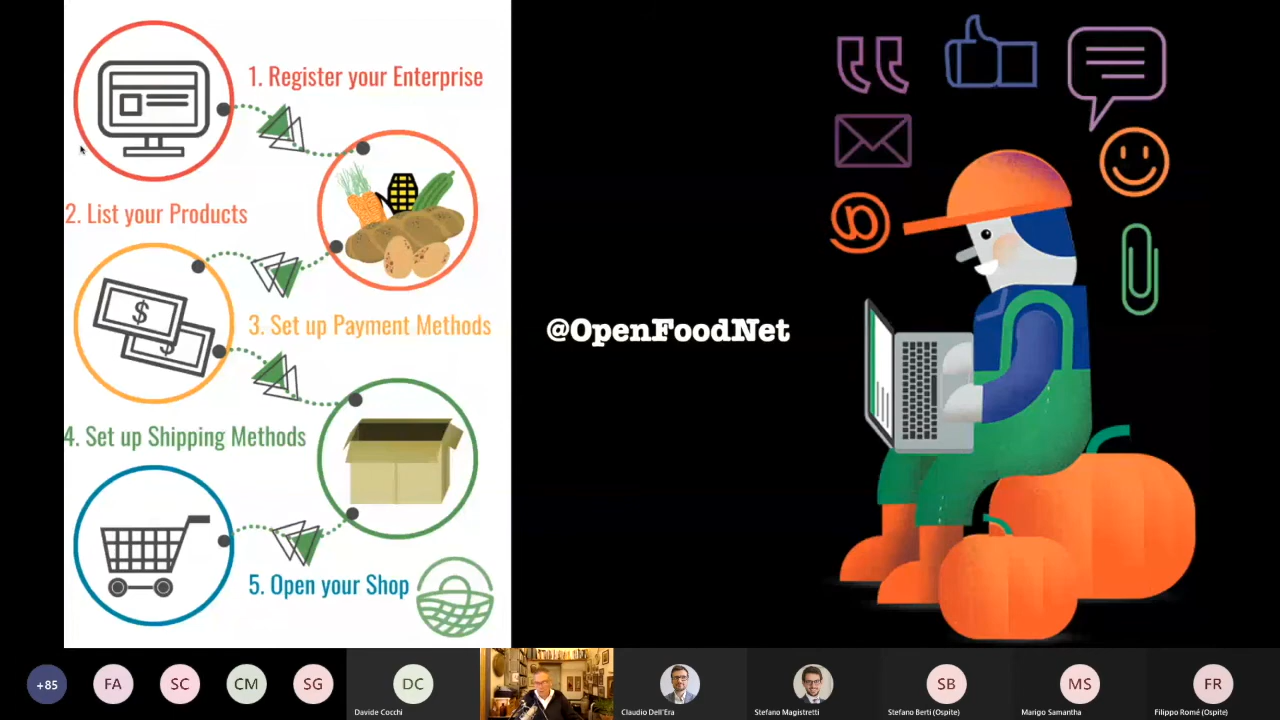 1. Register your Enterprise
2. List your Products
3. Set up Payment Methods
$
$
4. Set up Shipping Methods
5. Open your Shop
@OpenFoodNet
@
+85
FA
SC
CM
SG
DC
Davide Cocchi
Claudio Dell'Era
Stefano Magistretti
SB
Stefano Berti (Ospite)
MS
Marigo Samantha
FR
Filippo Romé (Ospite)